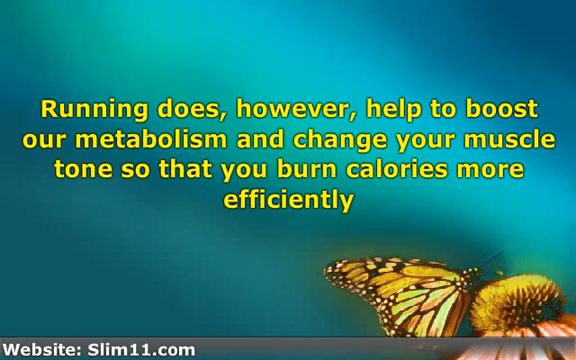 Running does, however, help to boost
our metabolism and change your muscle
tone so that you burn calories more
efficiently
Website: Slim11.com